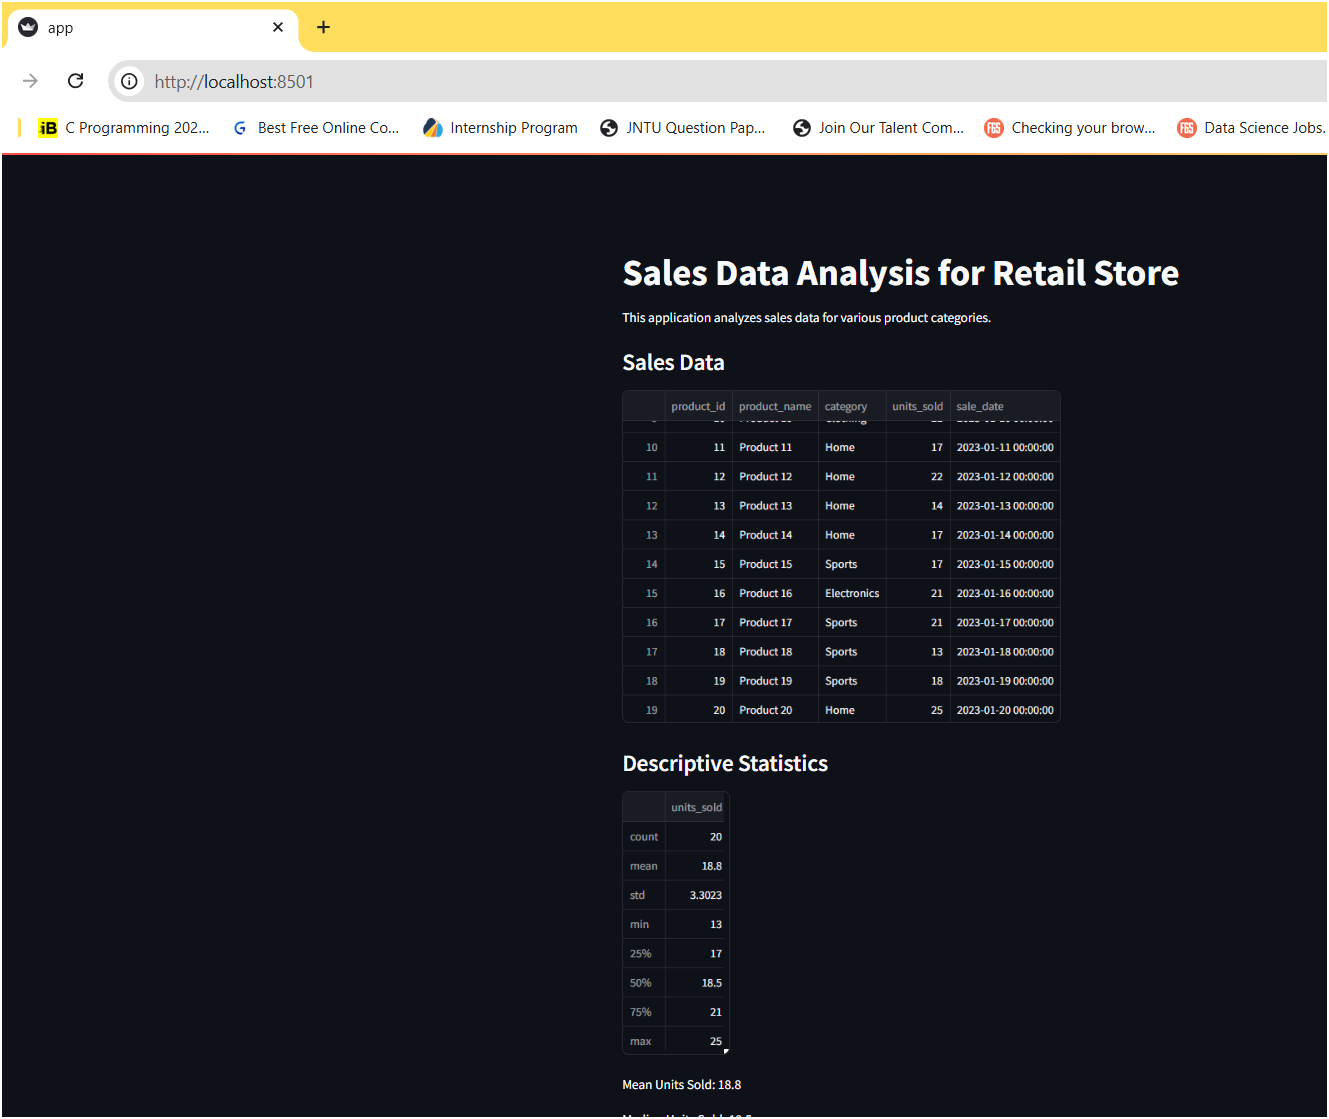 app
http://localhost:8501
C Programming 202... Best Free Online Co... Internship Program JNTU Question Pap... Join Our Talent Com... Checking your brow... Data Science Jobs.
Sales Data Analysis for Retail Store
This application analyzes sales data for various product categories.
Sales Data
product_id product_name category units_sold sale_date
10 11 Product 11 Home 17 2023-01-11 00:00:00
11 12 Product 12 Home 22 2023-01-12 00:00:00
12 13 Product 13 Home 14 2023-01-13 00:00:00
13 14 Product 14 Home 17 2023-01-14 00:00:00
14 15 Product 15 Sports 17 2023-01-15 00:00:00
15 16 Product 16 Electronics 21 2023-01-16 00:00:00
16 17 Product 17 Sports 21 2023-01-17 00:00:00
17 18 Product 18 Sports 13 2023-01-18 00:00:00
18 19 Product 19 Sports 18 2023-01-19 00:00:00
19 20 Product 20 Home 25 2023-01-20 00:00:00
Descriptive Statistics
units_sold
count 20
mean 18.8
std 3.3023
min 13
25% 17
50% 18.5
75% 21
max 25
Mean Units Sold: 18.8